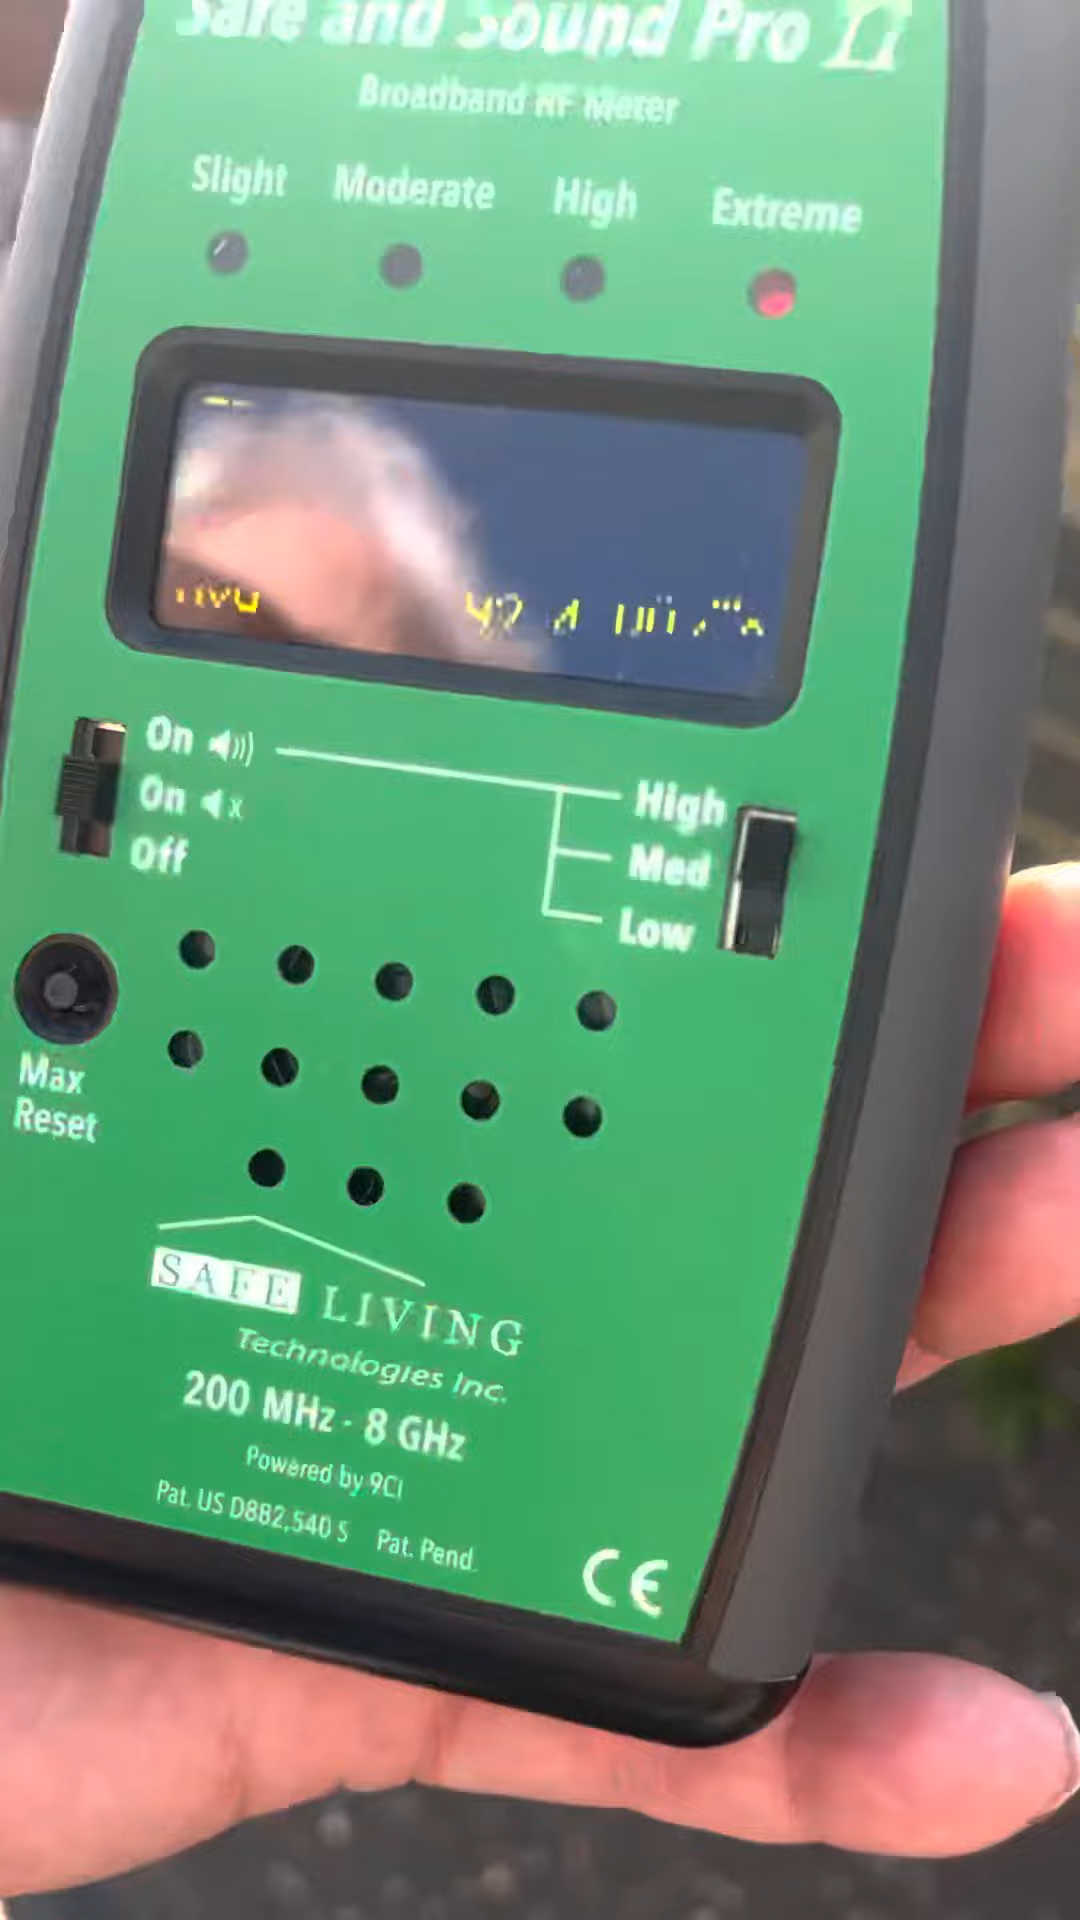 Safe and Sound Pro II
Broadband RF Meter
Slight Moderate High Extreme
On
On x
Off
High
Med
Low
Max
Reset
SAFE LIVING
Technologies Inc.
200 MHz - 8 GHz
Powered by 9Ci
Pat. US D882,540 S Pat. Pend.
CE